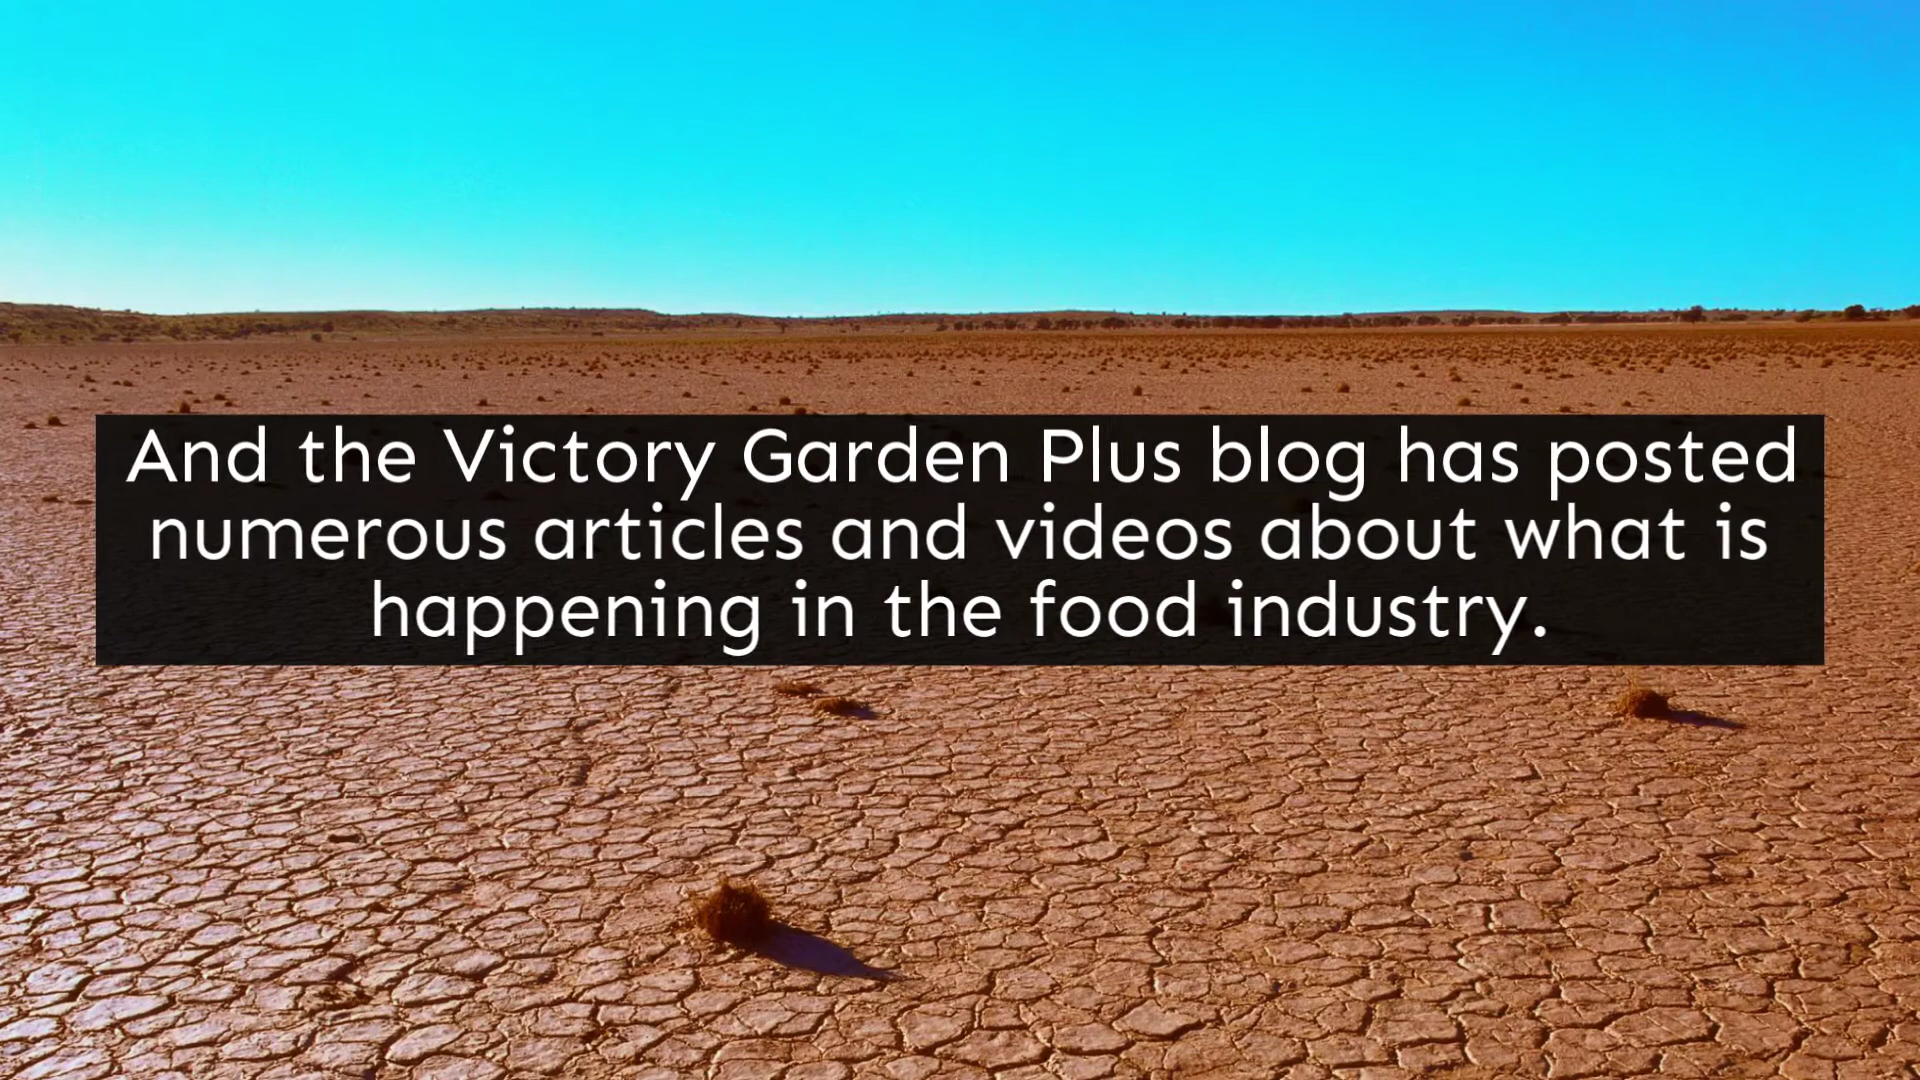 And the Victory Garden Plus blog has posted
numerous articles and videos about what is
happening in the food industry.